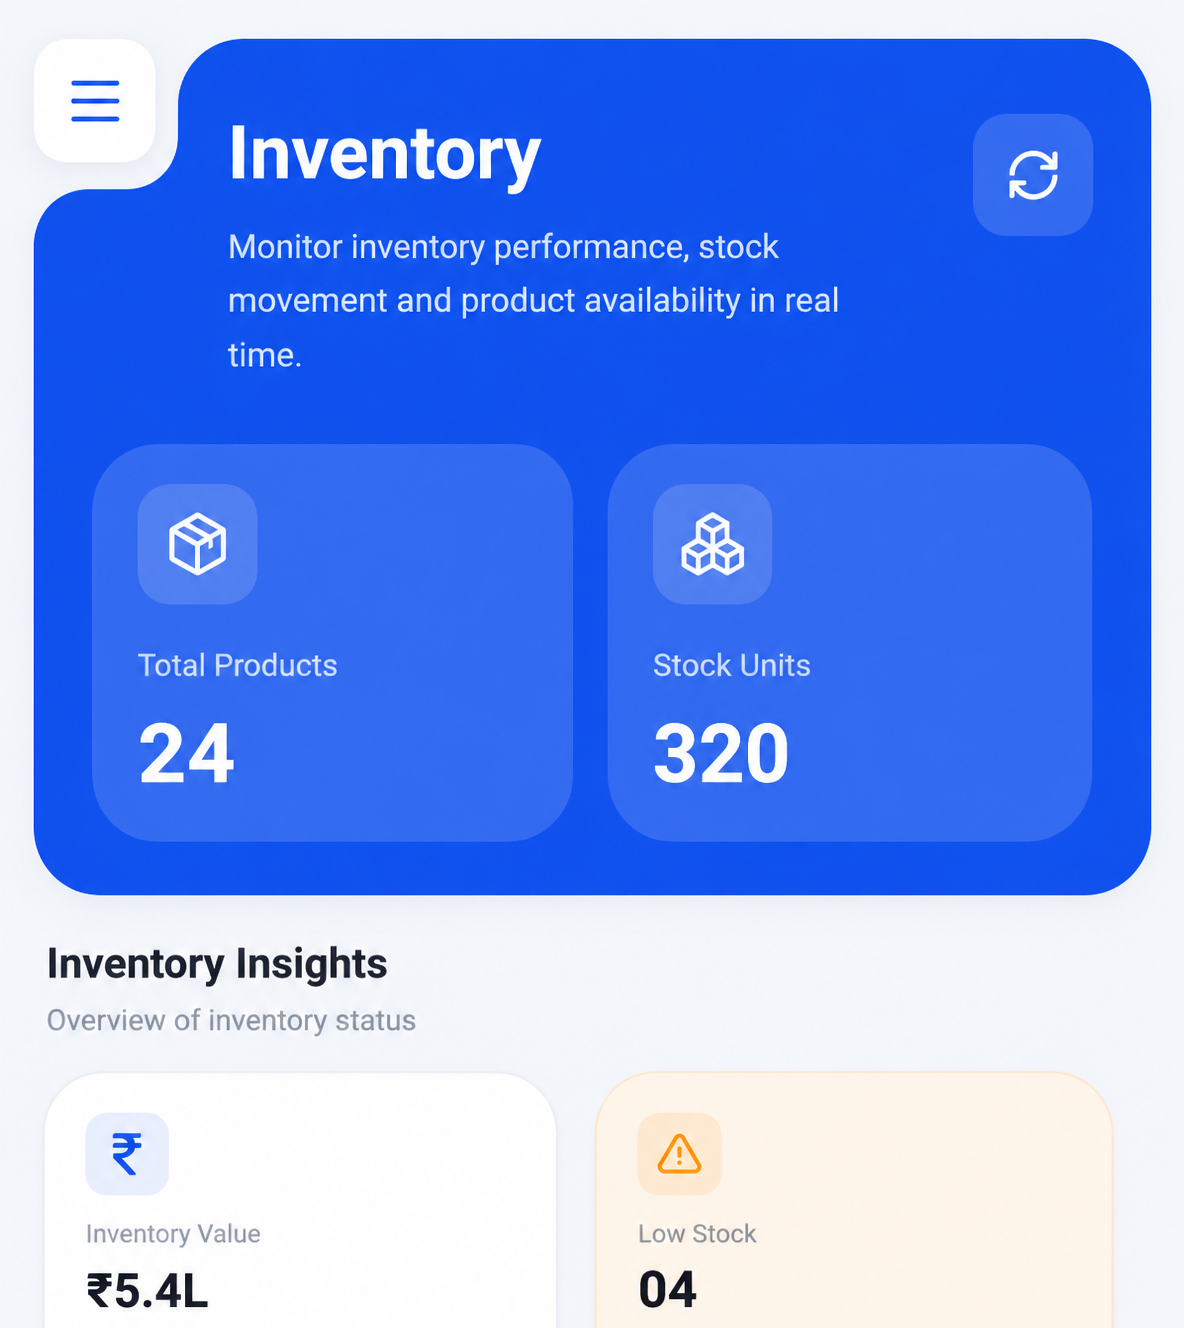 Inventory
Monitor inventory performance, stock
movement and product availability in real
time.
Total Products
24
Stock Units
320
Inventory Insights
Overview of inventory status
₹
Inventory Value
₹5.4L
Low Stock
04